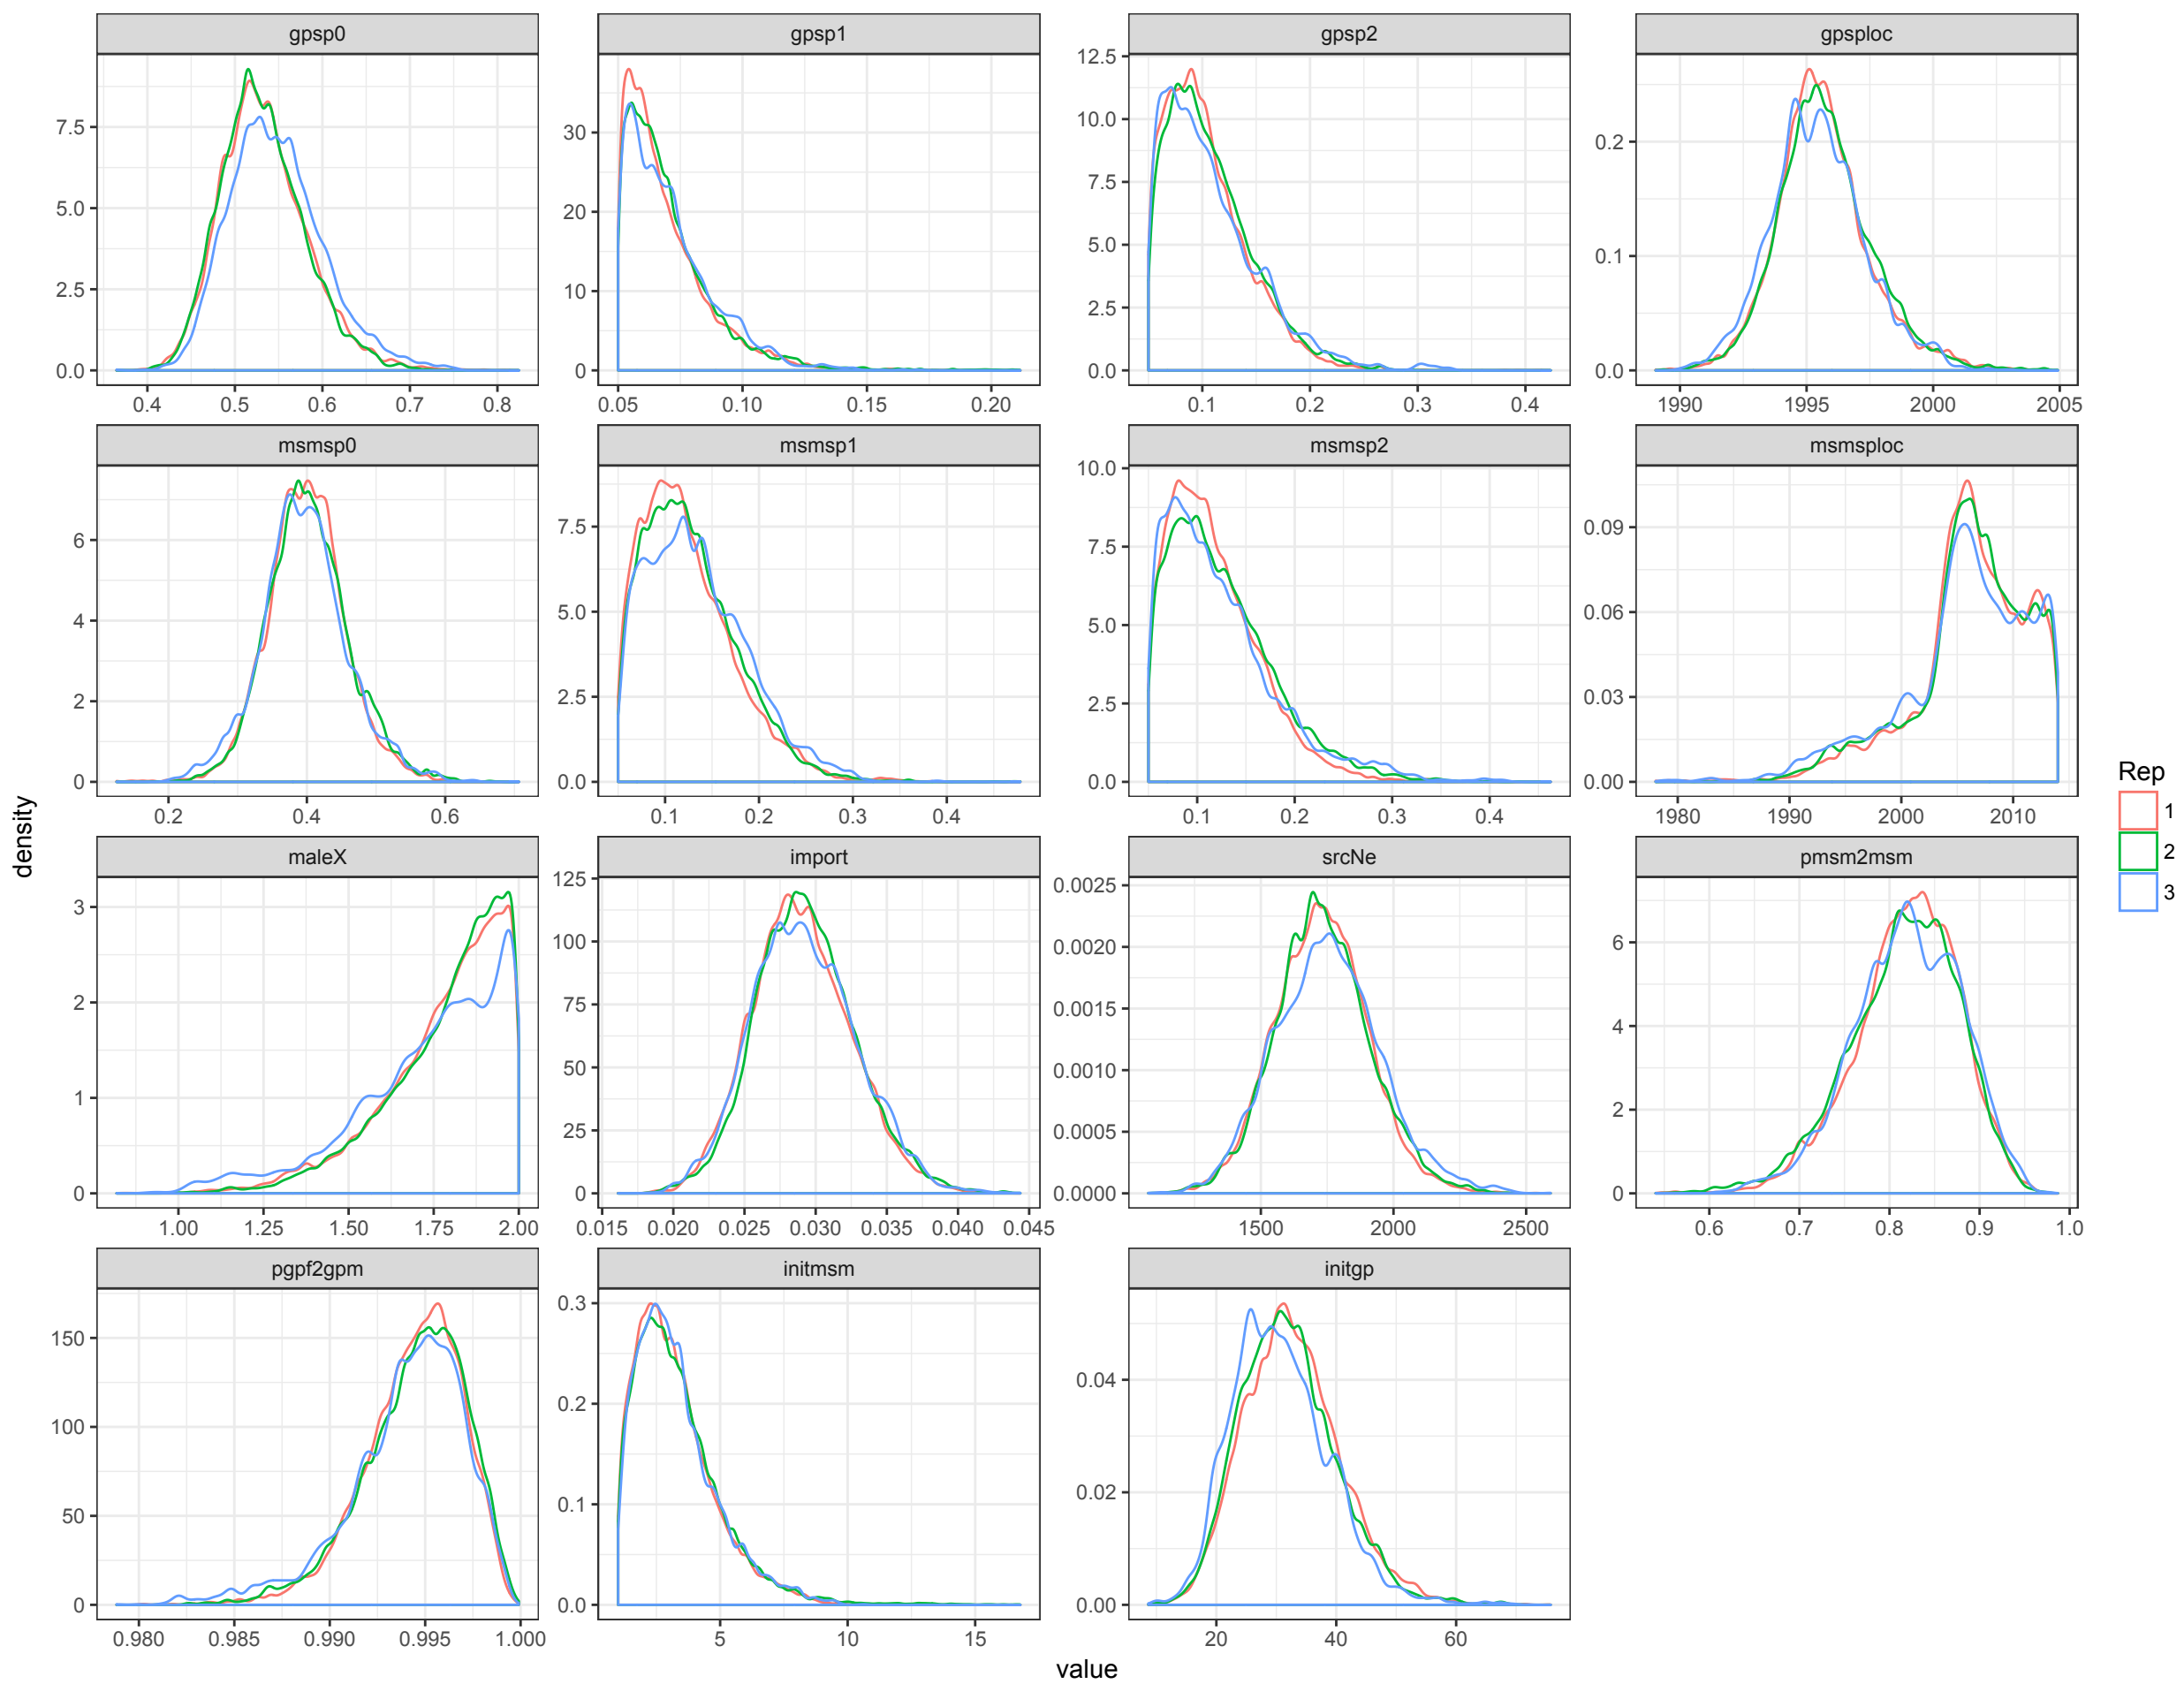 gpsp0 gpsp1 gpsp2 gpsploc
7.5 5.0 2.5 0.0
30 20 10 0
12.5 10.0 7.5 5.0 2.5 0.0
0.2 0.1 0.0
0.4 0.5 0.6 0.7 0.8
0.05 0.10 0.15 0.20
0.1 0.2 0.3 0.4
1990 1995 2000 2005
msmsp0 msmsp1 msmsp2 msmsploc
6 4 2 0
7.5 5.0 2.5 0.0
10.0 7.5 5.0 2.5 0.0
0.09 0.06 0.03 0.00
0.2 0.4 0.6
0.1 0.2 0.3 0.4
0.1 0.2 0.3 0.4
1980 1990 2000 2010
maleX import srcNe pmsm2msm
3 2 1 0
125 100 75 50 25 0
0.0025 0.0020 0.0015 0.0010 0.0005 0.0000
6 4 2 0
1.00 1.25 1.50 1.75 2.00
0.015 0.020 0.025 0.030 0.035 0.040 0.045
1500 2000 2500
0.6 0.7 0.8 0.9 1.0
pgpf2gpm initmsm initgp
150 100 50 0
0.3 0.2 0.1 0.0
0.04 0.02 0.00
0.980 0.985 0.990 0.995 1.000
5 10 15
20 40 60
density
value
Rep
1
2
3